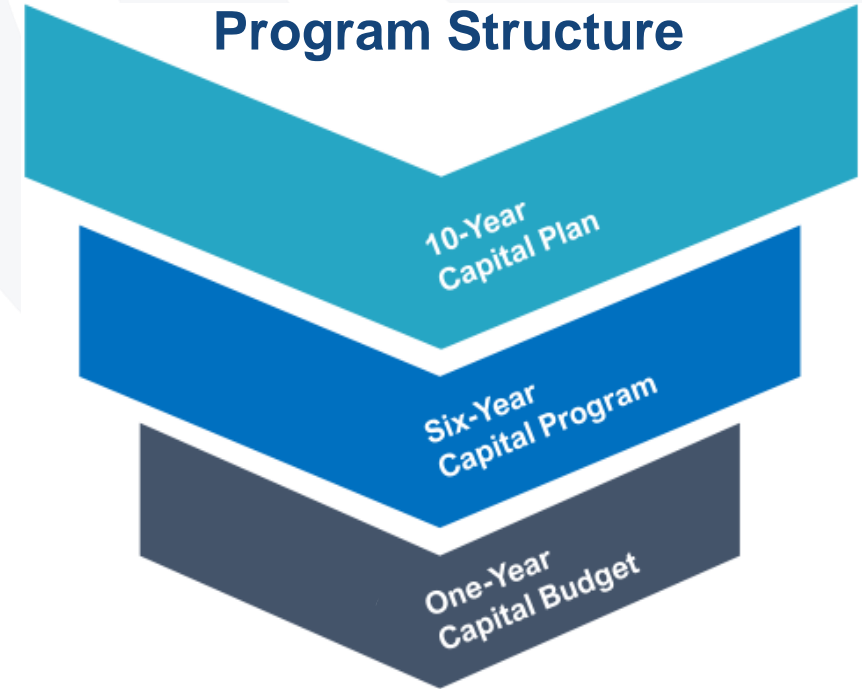 Program Structure
10-Year
Capital Plan
Six-Year
Capital Program
One-Year
Capital Budget